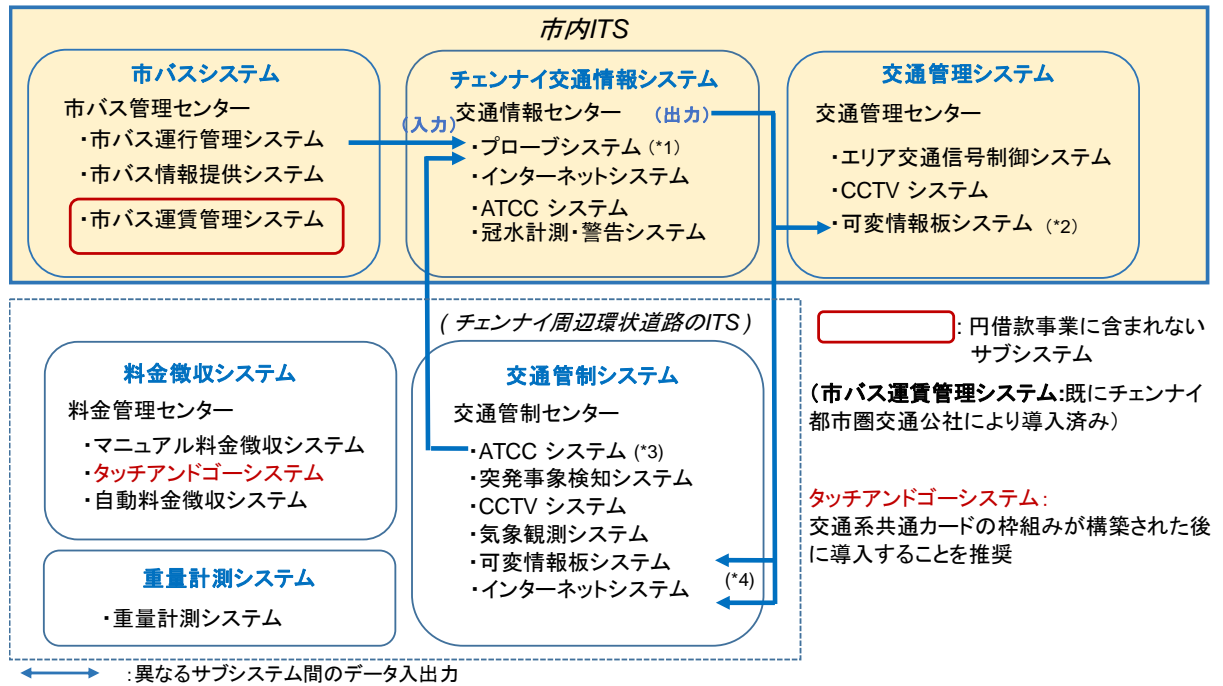 市内ITS
市バスシステム
市バス管理センター
・市バス運行管理システム
・市バス情報提供システム
・市バス運賃管理システム
(入力)
チェンナイ交通情報システム
交通情報センター (出力)
・プローブシステム (*1)
・インターネットシステム
・ATCC システム
・冠水計測・警告システム
交通管理システム
交通管理センター
・エリア交通信号制御システム
・CCTV システム
・可変情報板システム (*2)
( チェンナイ周辺環状道路のITS )
料金徴収システム
料金管理センター
・マニュアル料金徴収システム
・タッチアンドゴーシステム
・自動料金徴収システム
重量計測システム
・重量計測システム
交通管制システム
交通管制センター
・ATCC システム (*3)
・突発事象検知システム
・CCTV システム
・気象観測システム
・可変情報板システム
・インターネットシステム
(*4)
: 円借款事業に含まれない
サブシステム
(市バス運賃管理システム:既にチェンナイ
都市圏交通公社により導入済み)
タッチアンドゴーシステム:
交通系共通カードの枠組みが構築された後
に導入することを推奨
:異なるサブシステム間のデータ入出力